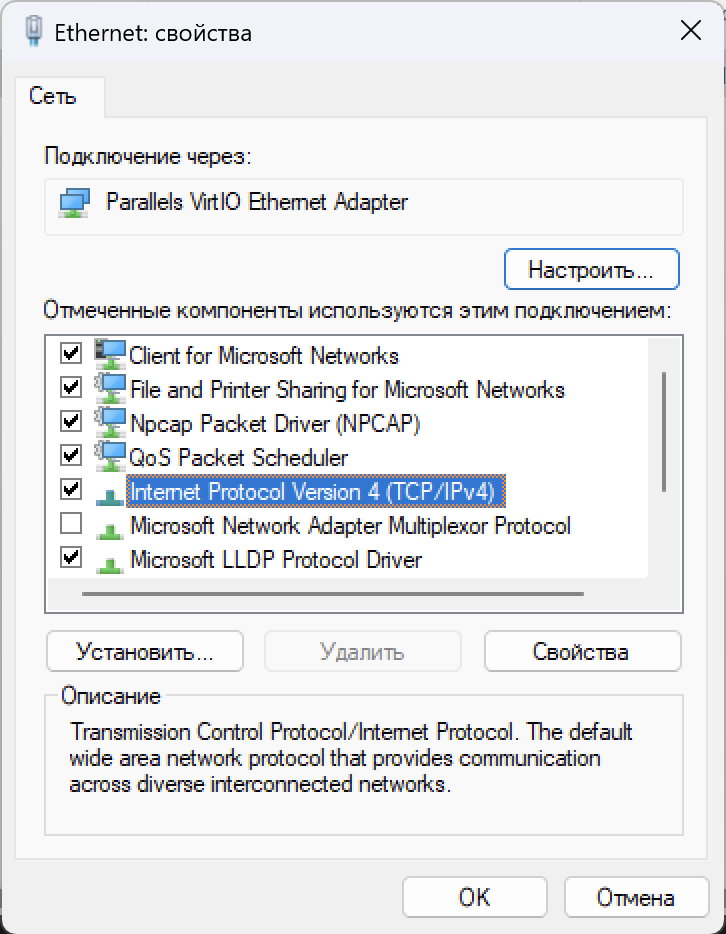 Ethernet: свойства
Сеть
Подключение через:
Parallels VirtIO Ethernet Adapter
Настроить...
Отмеченные компоненты используются этим подключением:
Client for Microsoft Networks
File and Printer Sharing for Microsoft Networks
Npcap Packet Driver (NPCAP)
QoS Packet Scheduler
Internet Protocol Version 4 (TCP/IPv4)
Microsoft Network Adapter Multiplexor Protocol
Microsoft LLDP Protocol Driver
Установить... Удалить Свойства
Описание
Transmission Control Protocol/Internet Protocol. The default
wide area network protocol that provides communication
across diverse interconnected networks.
ОК Отмена